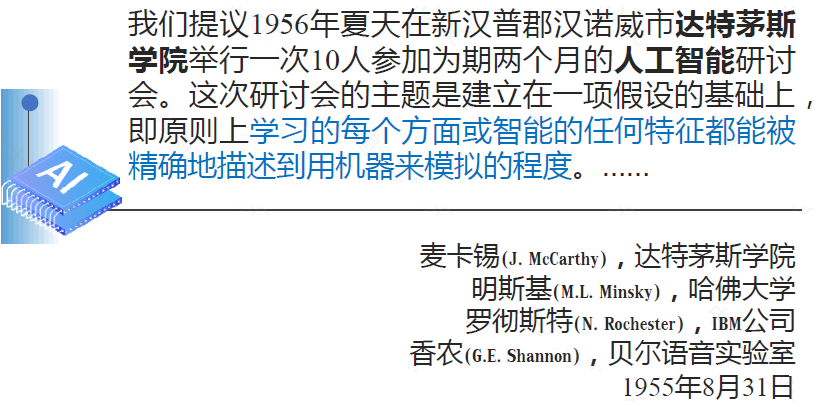 我们提议1956年夏天在新汉普郡汉诺威市达特茅斯
学院举行一次10人参加为期两个月的人工智能研讨
会。这次研讨会的主题是建立在一项假设的基础上，
即原则上学习的每个方面或智能的任何特征都能被
精确地描述到用机器来模拟的程度。……
AI
麦卡锡(J. McCarthy)，达特茅斯学院
明斯基(M.L. Minsky)，哈佛大学
罗彻斯特(N. Rochester)，IBM公司
香农(G.E. Shannon)，贝尔语音实验室
1955年8月31日